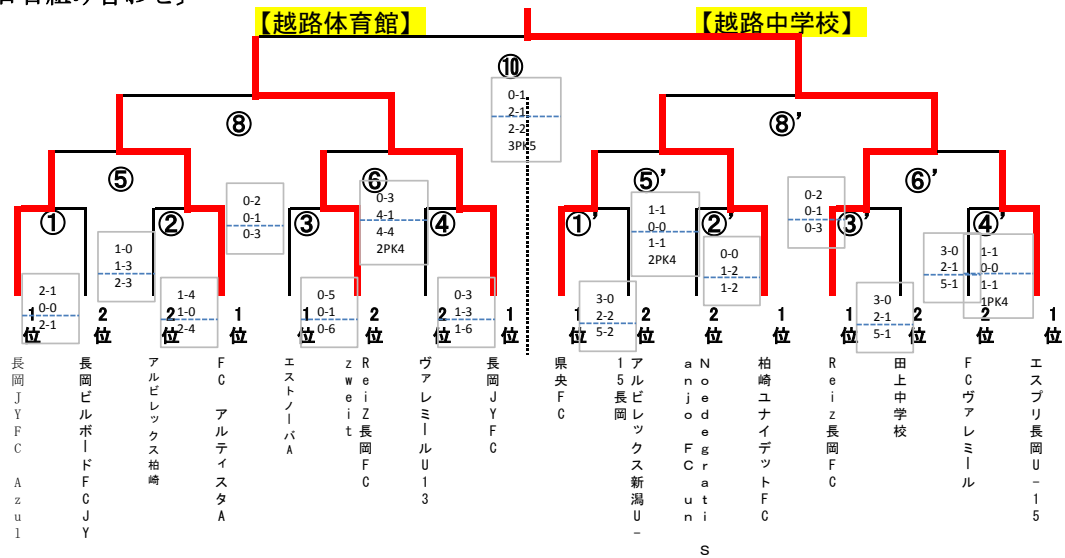 【越路体育館】
【越路中学校】
⑩
0-1
2-1
2-2
3PK5
⑧
⑧’
⑤
⑥
⑤’
⑥’
①
②
③
④
①’
②’
③’
④’
0-2
0-1
0-3
0-3
4-1
4-4
2PK4
1-1
0-0
1-1
2PK4
0-2
0-1
0-3
1-0
1-3
2-3
0-0
1-2
1-2
3-0
2-1
5-1
1-1
0-0
1-1
1PK4
2-1
0-0
2-1
1-4
1-0
2-4
0-5
0-1
0-6
0-3
1-3
1-6
3-0
2-2
5-2
3-0
2-1
5-1
1位
2位
2位
1位
1位
2位
2位
1位
1位
2位
2位
1位
1位
2位
2位
1位
長岡JYFC Azul
長岡ビルボードFCJY
アルビレックス柏崎
FC アルティスタA
エストノーバA
ReiZ長岡FC
zweit
ヴァレミールU13
長岡JYFC
県央FC
アルビレックス新潟U-
15長岡
Noedegrati S
anjo FC un
柏崎ユナイデットFC
Reiz長岡FC
田上中学校
FCヴァレミール
エスプリ長岡U-15